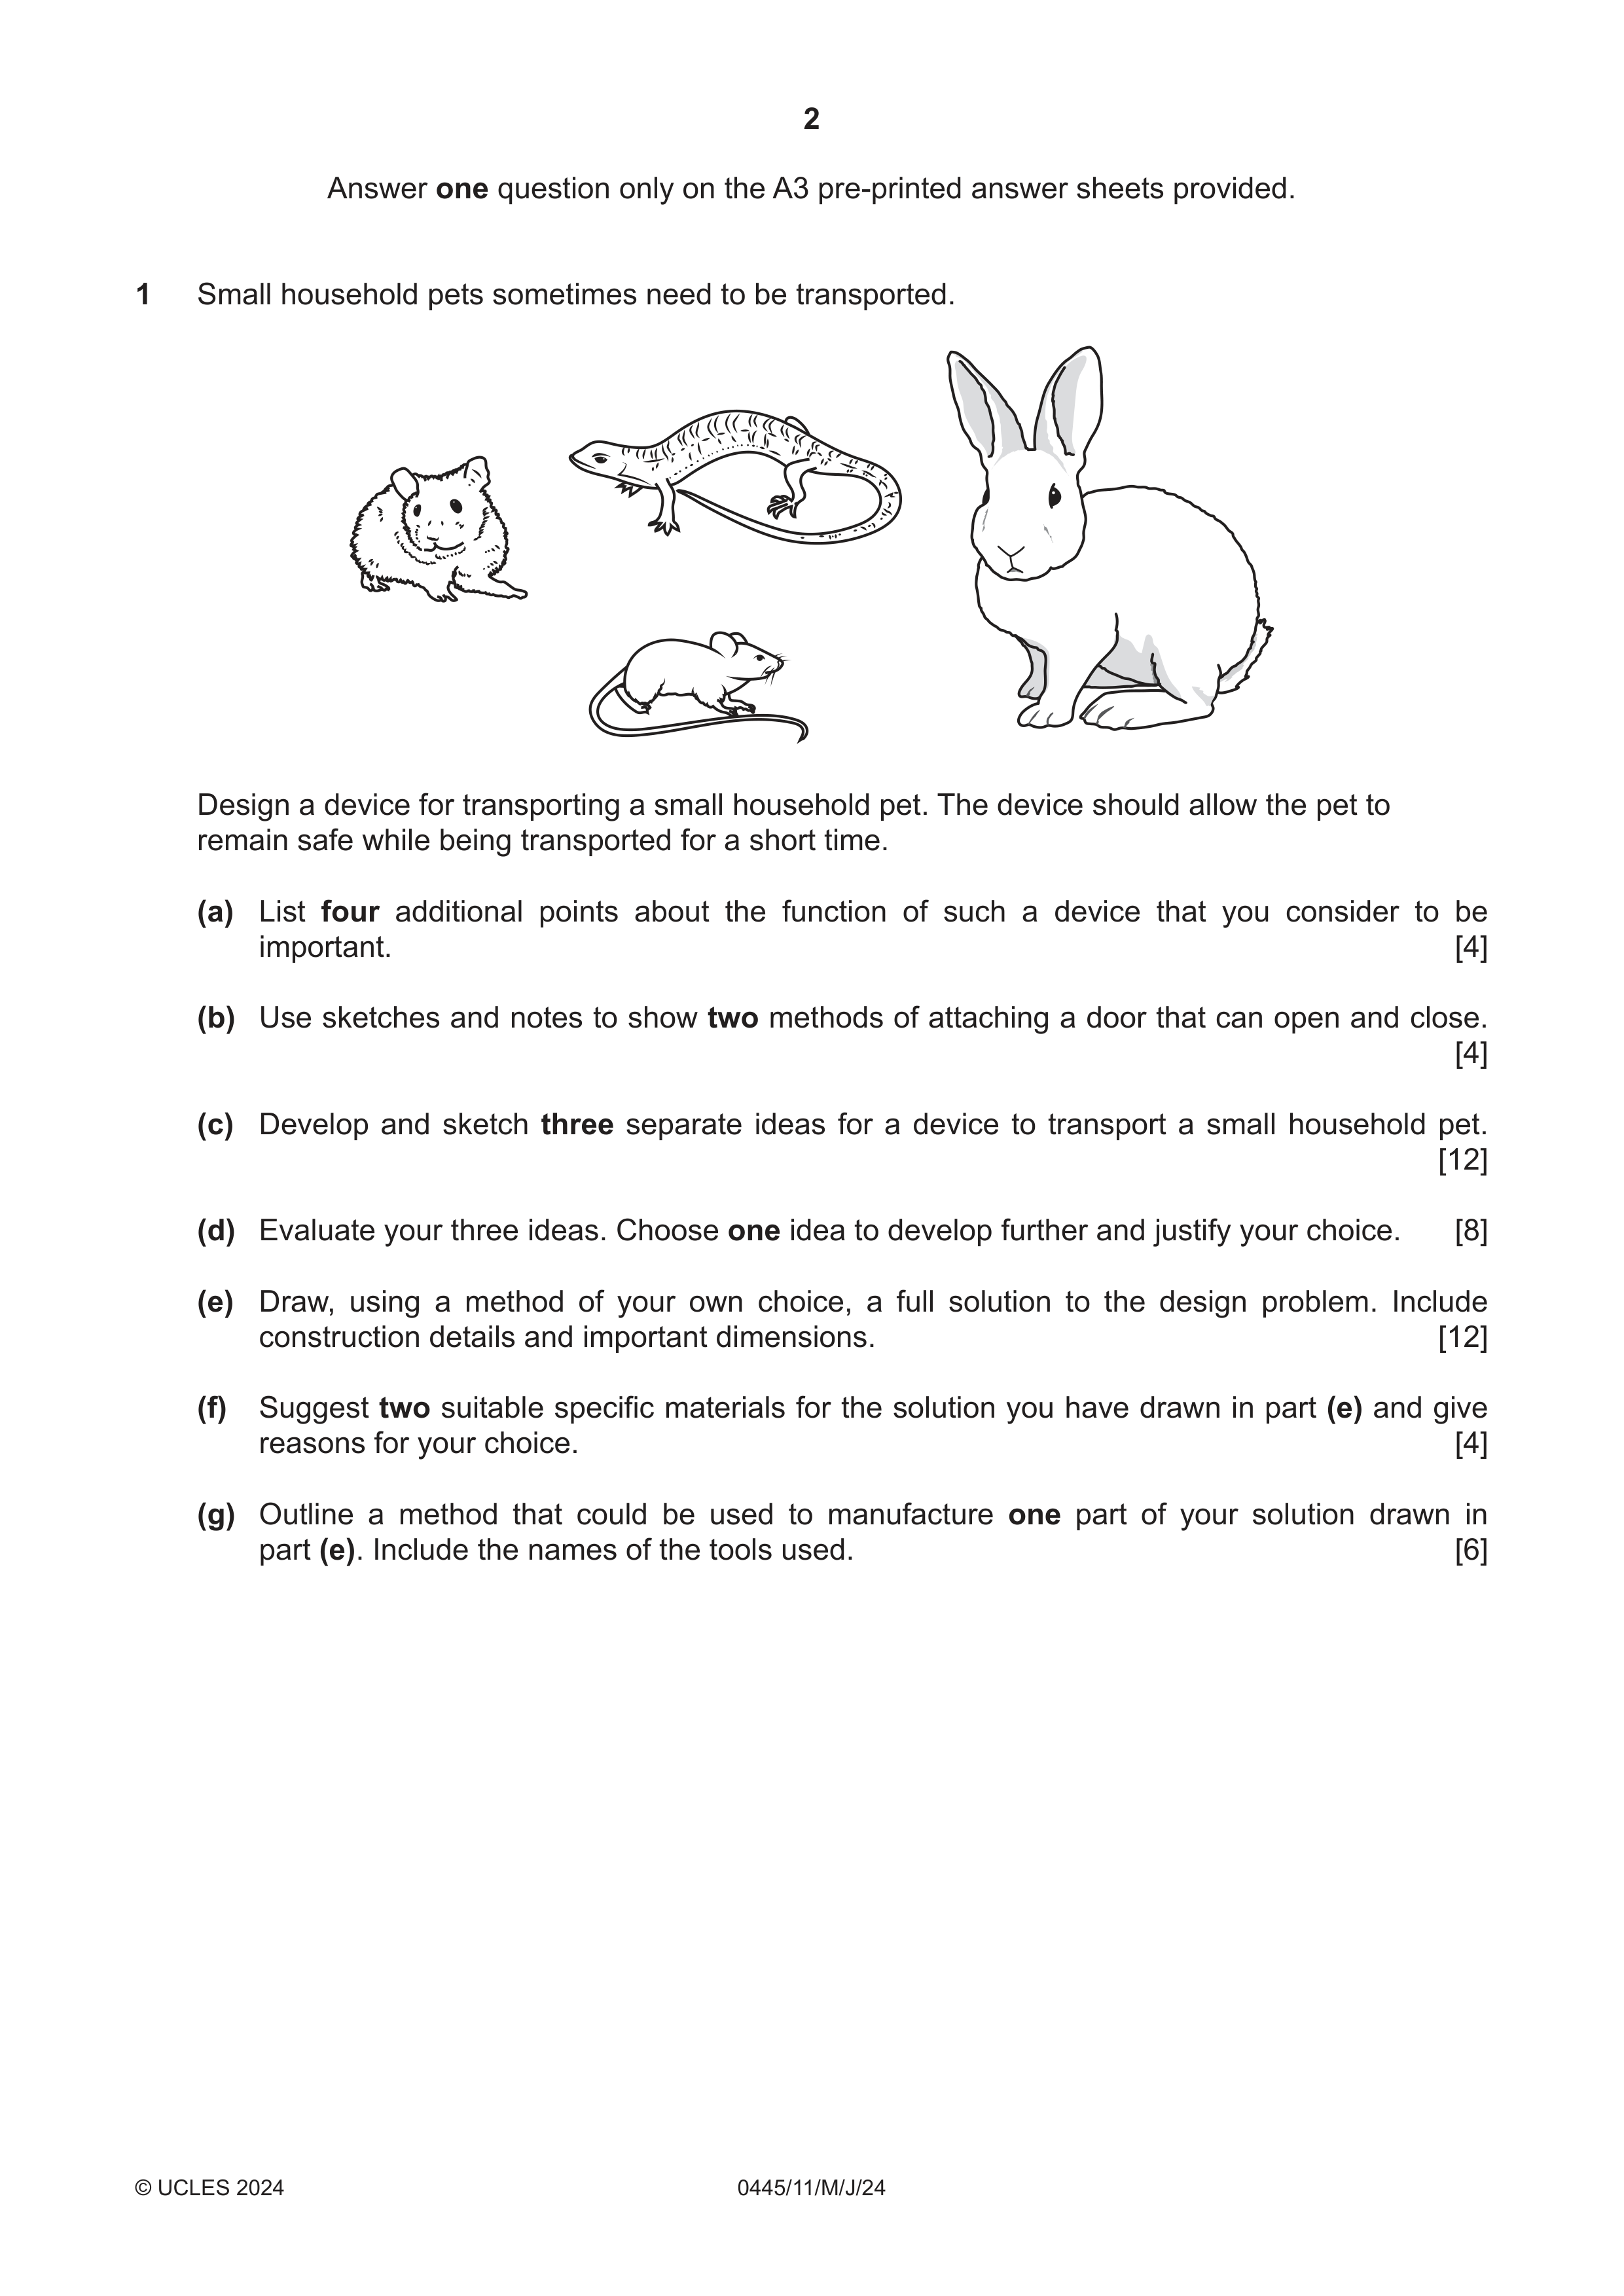 2
Answer one question only on the A3 pre-printed answer sheets provided.
1 Small household pets sometimes need to be transported.
Design a device for transporting a small household pet. The device should allow the pet to
remain safe while being transported for a short time.
(a) List four additional points about the function of such a device that you consider to be
important. [4]
(b) Use sketches and notes to show two methods of attaching a door that can open and close.
[4]
(c) Develop and sketch three separate ideas for a device to transport a small household pet.
[12]
(d) Evaluate your three ideas. Choose one idea to develop further and justify your choice. [8]
(e) Draw, using a method of your own choice, a full solution to the design problem. Include
construction details and important dimensions. [12]
(f) Suggest two suitable specific materials for the solution you have drawn in part (e) and give
reasons for your choice. [4]
(g) Outline a method that could be used to manufacture one part of your solution drawn in
part (e). Include the names of the tools used. [6]
© UCLES 2024 0445/11/M/J/24